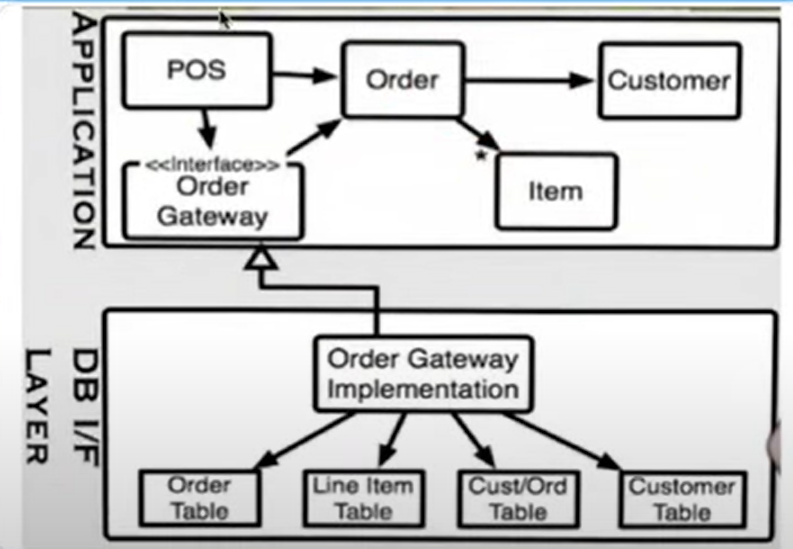 APPLICATION
POS
Order
Customer
<<Interface>>
Order
Gateway
*
Item
DB I/F
LAYER
Order Gateway
Implementation
Order
Table
Line Item
Table
Cust/Ord
Table
Customer
Table